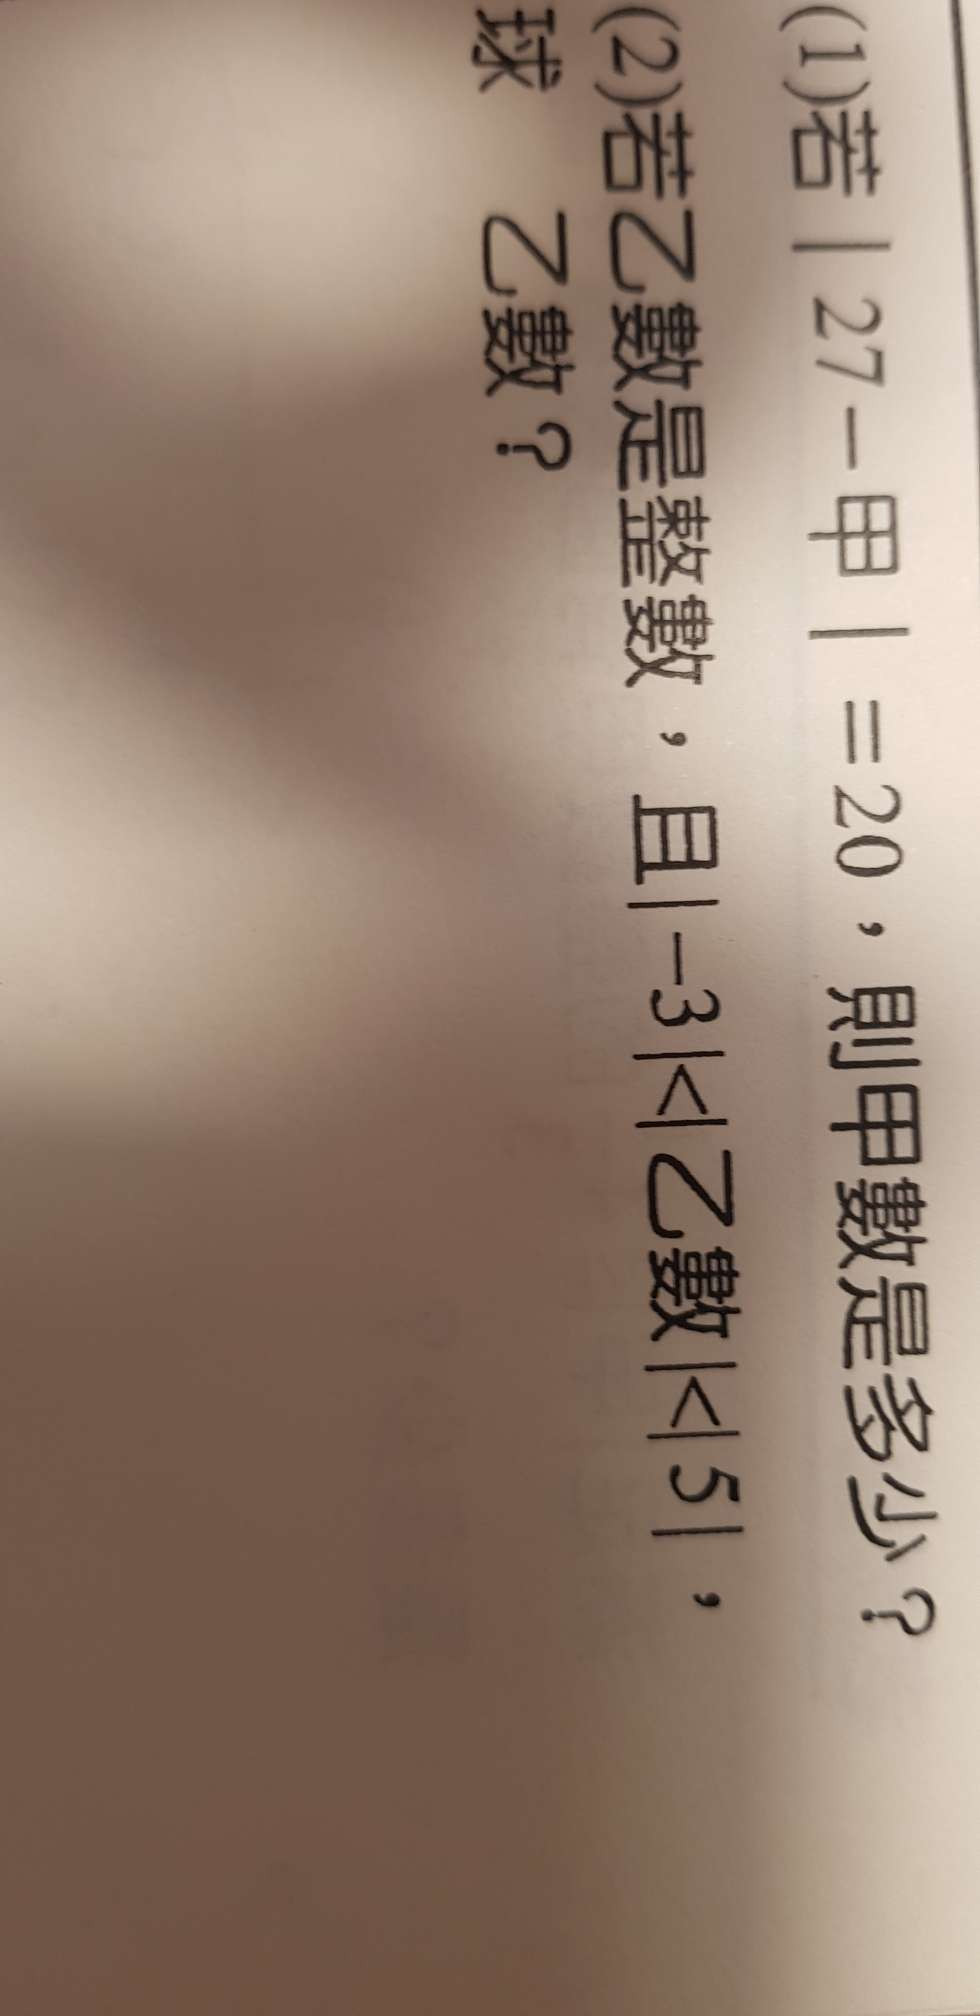 (1)若|27－甲|=20，則甲數是多少？
(2)若乙數是整數，且|−3|<|乙數|<|5|，
球　乙數？